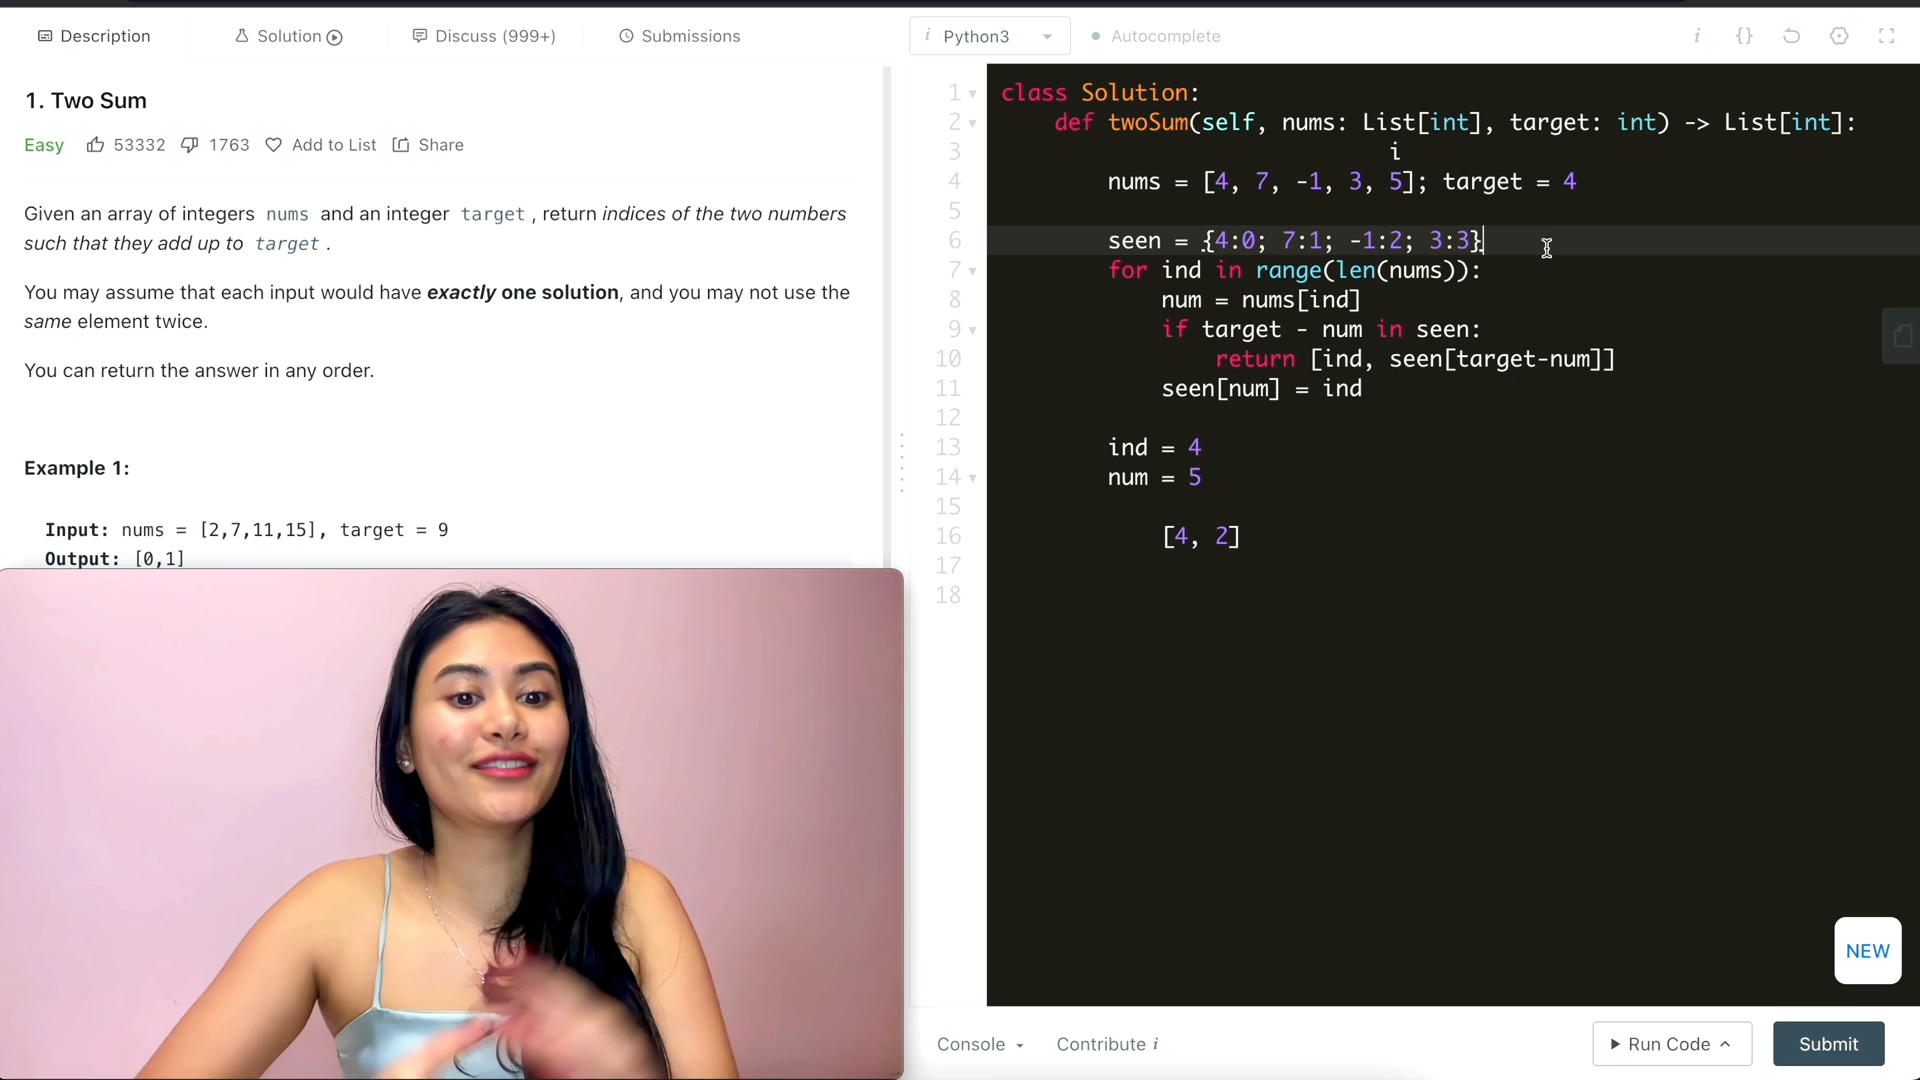 Description
Solution
Discuss (999+)
Submissions
i Python3
Autocomplete
i {}
1. Two Sum
Easy 53332 1763 Add to List Share
Given an array of integers nums and an integer target , return indices of the two numbers
such that they add up to target .
You may assume that each input would have exactly one solution, and you may not use the
same element twice.
You can return the answer in any order.
Example 1:
Input: nums = [2,7,11,15], target = 9
Output: [0,1]
1 class Solution:
2 def twoSum(self, nums: List[int], target: int) -> List[int]:
3 i
4 nums = [4, 7, -1, 3, 5]; target = 4
5
6 seen = {4:0; 7:1; -1:2; 3:3}
7 for ind in range(len(nums)):
8 num = nums[ind]
9 if target - num in seen:
10 return [ind, seen[target-num]]
11 seen[num] = ind
12
13 ind = 4
14 num = 5
15
16 [4, 2]
17
18
NEW
Console
Contribute i
Run Code
Submit